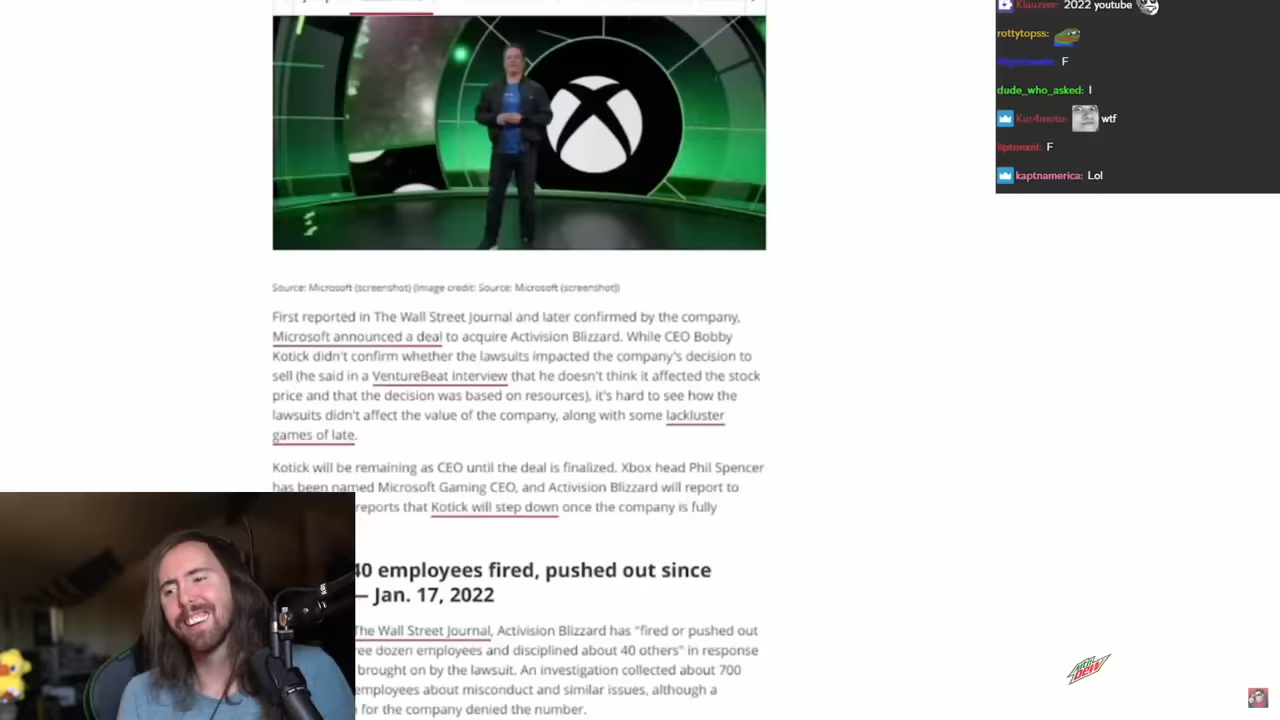 Klauzzer: 2022 youtube
rottytopss:
F
dude_who_asked: I
Kur4moto: wtf
liptonxnl: F
kaptnamerica: Lol
Source: Microsoft (screenshot) (Image credit: Source: Microsoft (screenshot))
First reported in The Wall Street Journal and later confirmed by the company,
Microsoft announced a deal to acquire Activision Blizzard. While CEO Bobby
Kotick didn't confirm whether the lawsuits impacted the company's decision to
sell (he said in a VentureBeat interview that he doesn't think it affected the stock
price and that the decision was based on resources), it's hard to see how the
lawsuits didn't affect the value of the company, along with some lackluster
games of late.
Kotick will be remaining as CEO until the deal is finalized. Xbox head Phil Spencer
has been named Microsoft Gaming CEO, and Activision Blizzard will report to
reports that Kotick will step down once the company is fully
40 employees fired, pushed out since
— Jan. 17, 2022
The Wall Street Journal, Activision Blizzard has "fired or pushed out
ree dozen employees and disciplined about 40 others" in response
brought on by the lawsuit. An investigation collected about 700
employees about misconduct and similar issues, although a
for the company denied the number.
MTN DEW